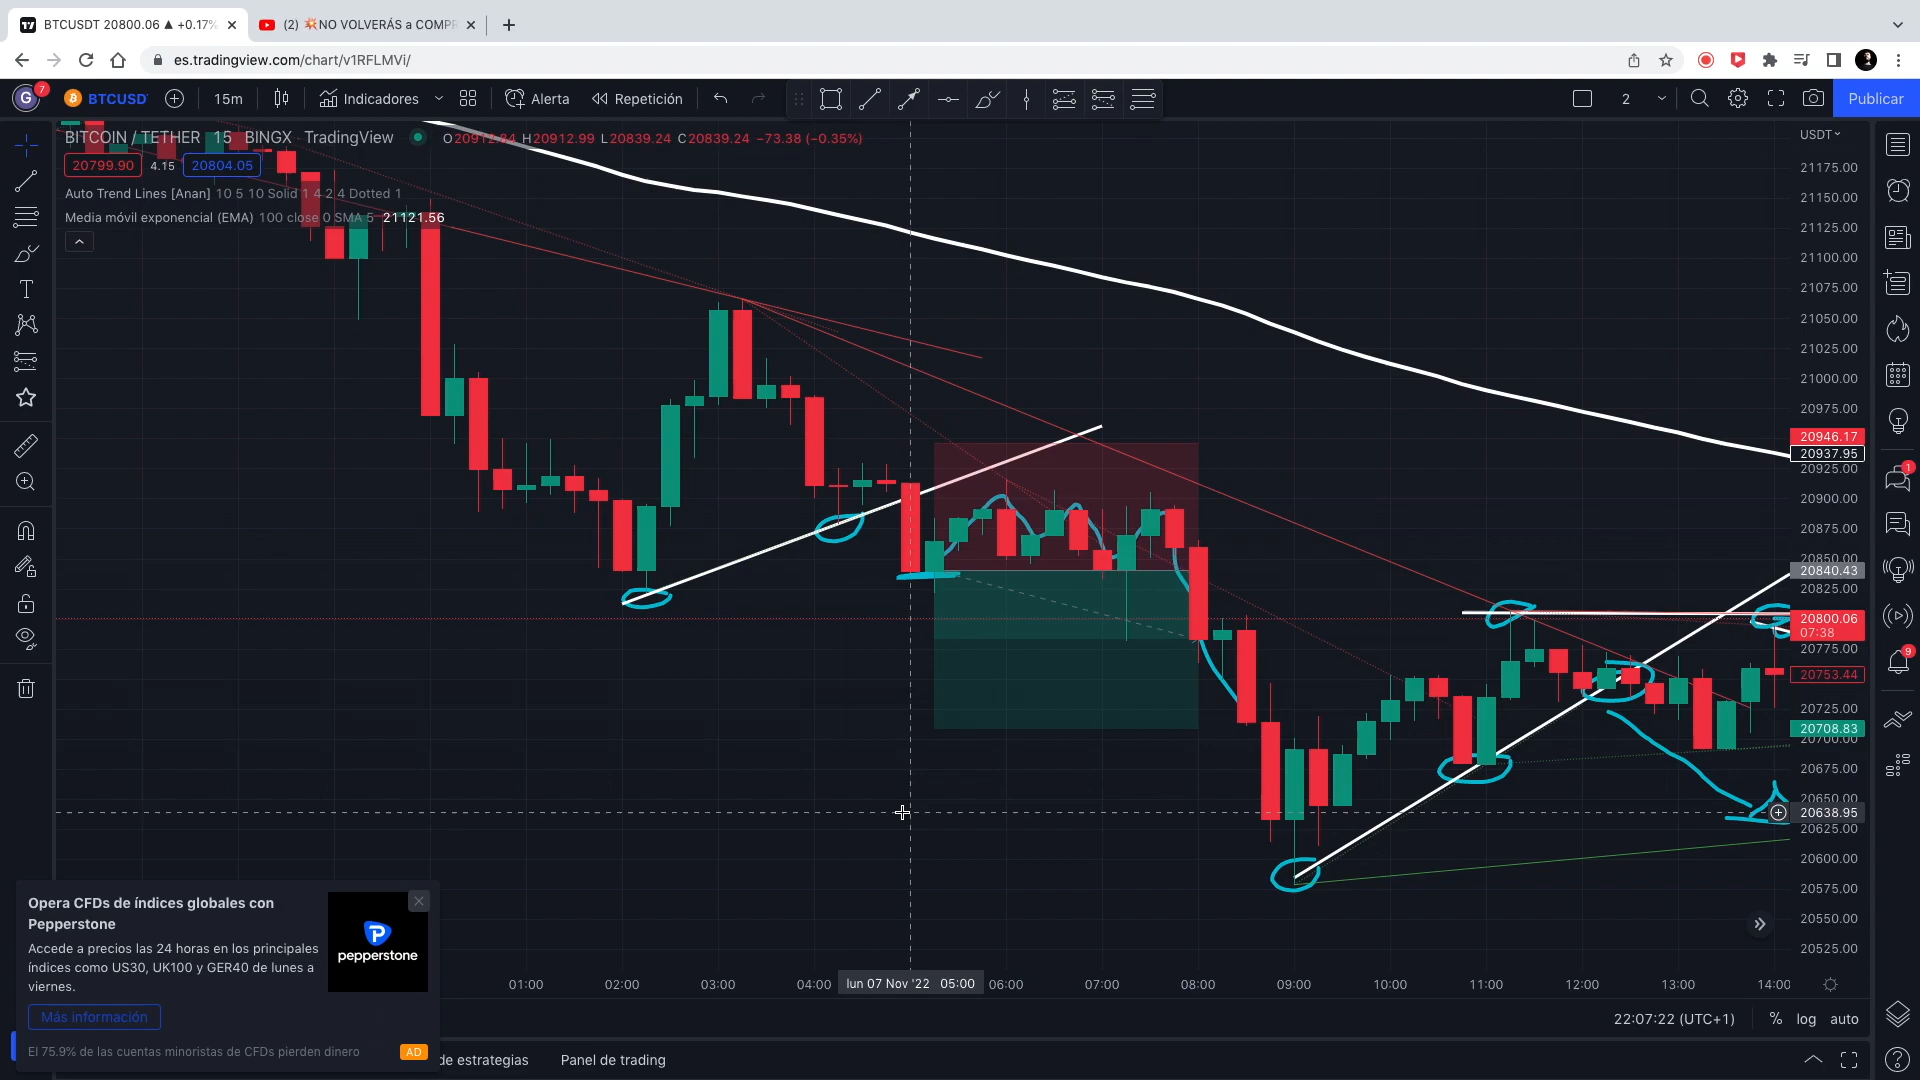 BTCUSDT 20800.06 ▲ +0.17%
(2) 💥NO VOLVERÁS a COMPR
es.tradingview.com/chart/v1RFLMVi/
G 7
BTCUSD
15m
Indicadores
Alerta
Repetición
2
Publicar
BITCOIN / TETHER 15 BINGX TradingView
O20912.84 H20912.99 L20839.24 C20839.24 −73.38 (−0.35%)
20799.90 4.15 20804.05
Auto Trend Lines [Anan] 10 5 10 Solid 1 4 2 4 Dotted 1
Media móvil exponencial (EMA) 100 close 0 SMA 5 21121.56
USDT
21175.00
21150.00
21125.00
21100.00
21075.00
21050.00
21025.00
21000.00
20975.00
20946.17
20937.95
20925.00
20900.00
20875.00
20850.00
20840.43
20825.00
20800.06
07:38
20775.00
20753.44
20725.00
20708.83
20700.00
20675.00
20650.00
20638.95
20625.00
20600.00
20575.00
20550.00
20525.00
1
9
01:00 02:00 03:00 04:00 lun 07 Nov '22 05:00 06:00 07:00 08:00 09:00 10:00 11:00 12:00 13:00 14:00
22:07:22 (UTC+1) % log auto
Opera CFDs de índices globales con
Pepperstone
Accede a precios las 24 horas en los principales
índices como US30, UK100 y GER40 de lunes a
viernes.
pepperstone
Más información
El 75.9% de las cuentas minoristas de CFDs pierden dinero
AD
de estrategias
Panel de trading